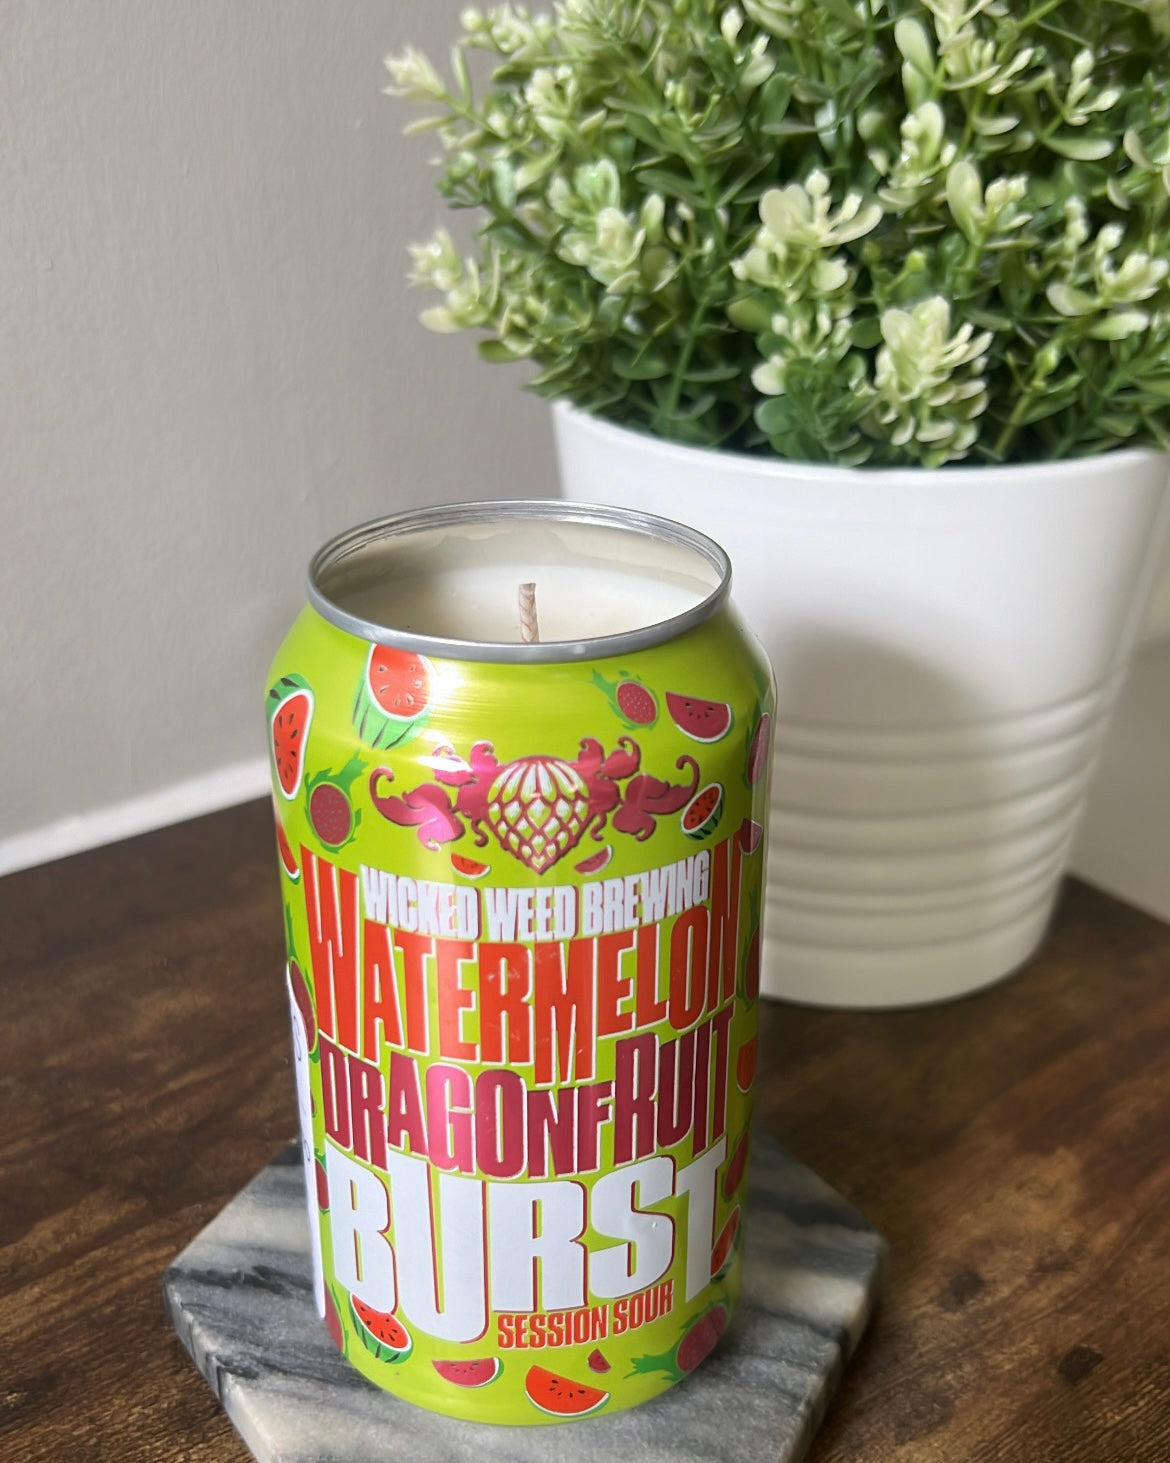 WICKED WEED BREWING
WATERMELON
DRAGONFRUIT
BURST
SESSION SOUR